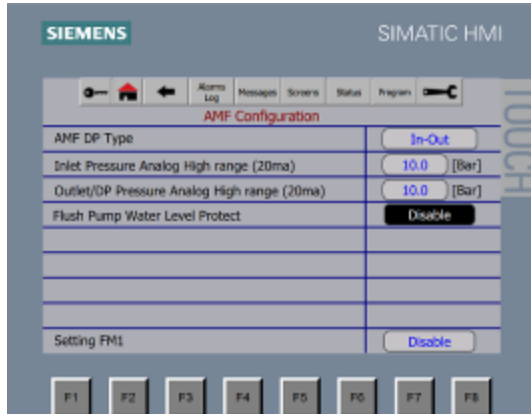 SIEMENS
SIMATIC HMI
TOUCH
Alarms Log
Messages
Screens
Status
Program
AMF Configuration
AMF DP Type
In-Out
Inlet Pressure Analog High range (20ma)
10.0 [Bar]
Outlet/DP Pressure Analog High range (20ma)
10.0 [Bar]
Flush Pump Water Level Protect
Disable
Setting FM1
Disable
F1 F2 F3 F4 F5 F6 F7 F8